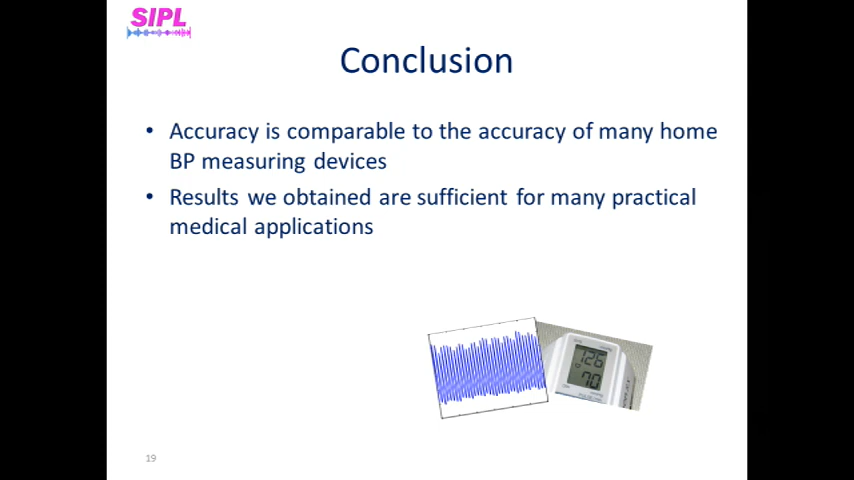 SIPL
Conclusion
• Accuracy is comparable to the accuracy of many home
BP measuring devices
• Results we obtained are sufficient for many practical
medical applications
126
70
19